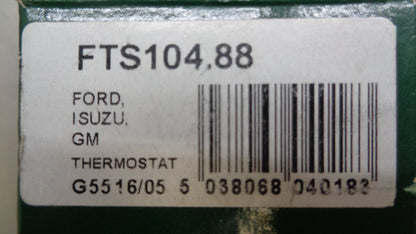 FTS104.88
FORD,
ISUZU,
GM
THERMOSTAT
G5516/05 5 038068 040183